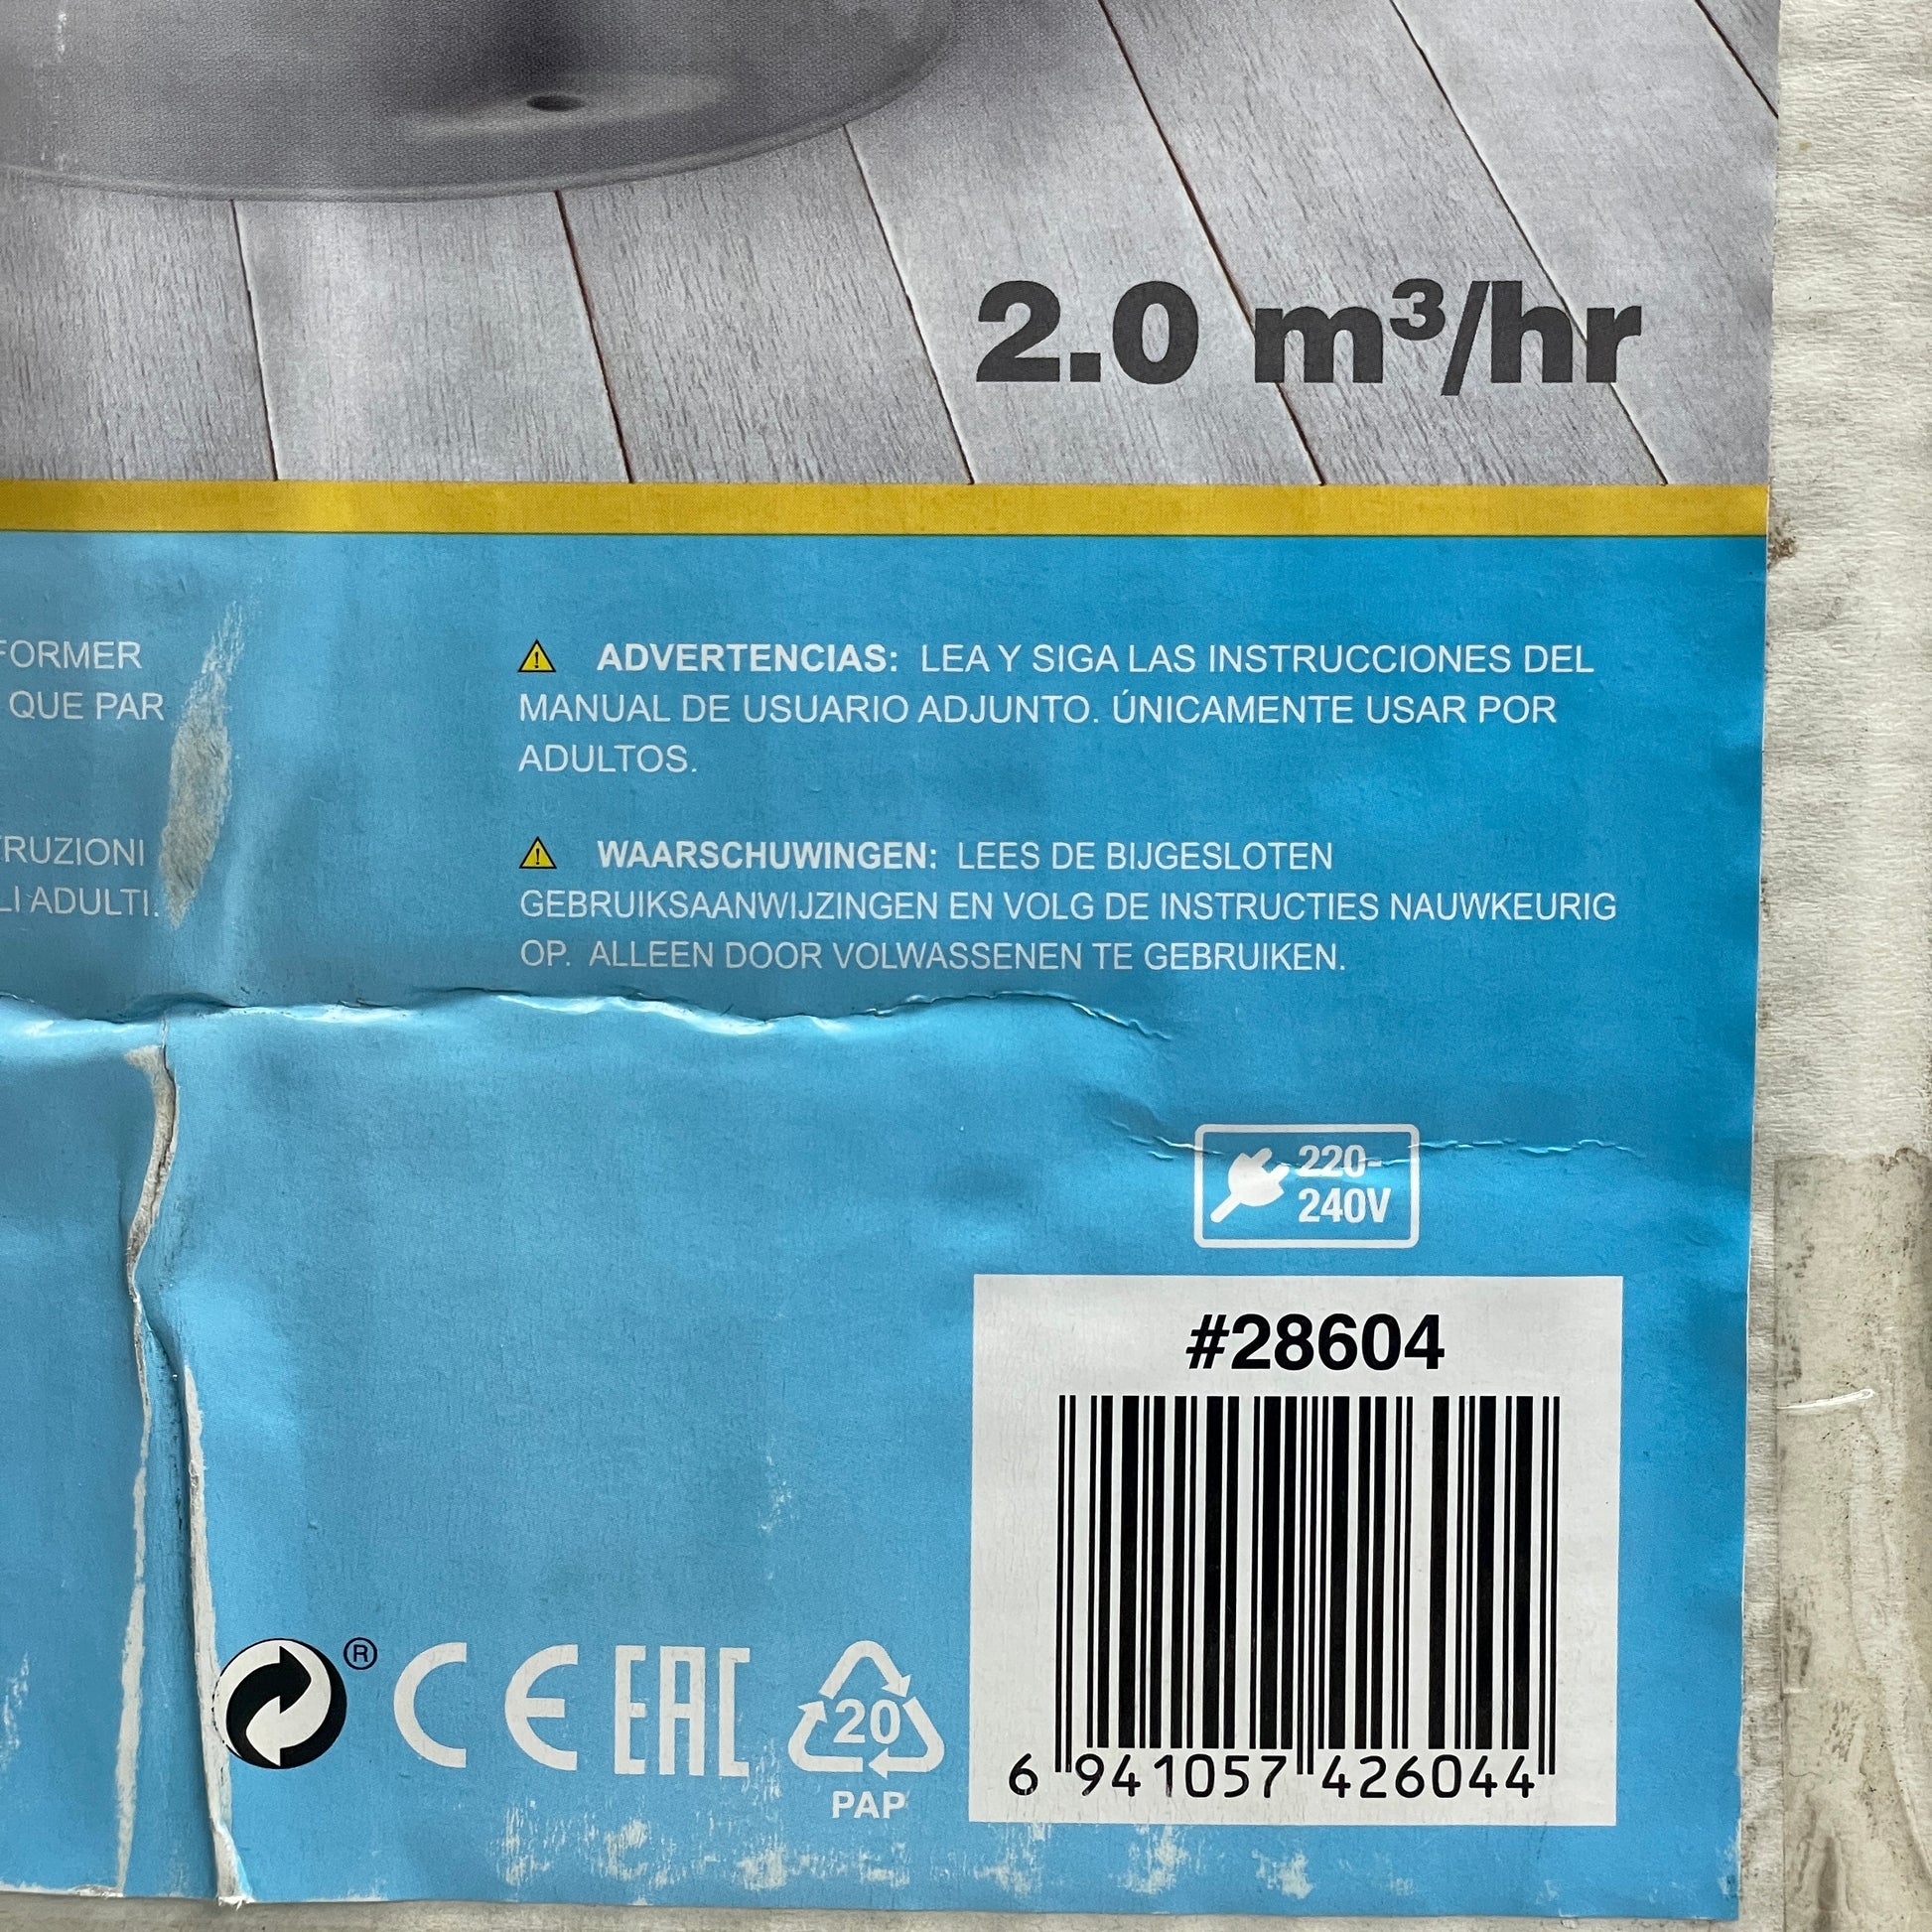 2.0 m³/hr
FORMER
QUE PAR
TRUZIONI
LI ADULTI.
ADVERTENCIAS: LEA Y SIGA LAS INSTRUCCIONES DEL
MANUAL DE USUARIO ADJUNTO. ÚNICAMENTE USAR POR
ADULTOS.
WAARSCHUWINGEN: LEES DE BIJGESLOTEN
GEBRUIKSAANWIJZINGEN EN VOLG DE INSTRUCTIES NAUWKEURIG
OP. ALLEEN DOOR VOLWASSENEN TE GEBRUIKEN.
220-
240V
#28604
6 941057 426044
® CE EAC 20
PAP